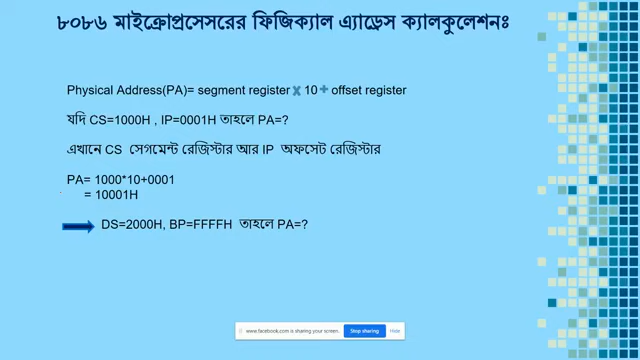 ৮০৮৬ মাইক্রোপ্রসেসরের ফিজিক্যাল এ্যাড্রেস ক্যালকুলেশনঃ
Physical Address(PA)= segment register x 10 + offset register
যদি CS=1000H , IP=0001H তাহলে PA=?
এখানে CS সেগমেন্ট রেজিস্টার আর IP অফসেট রেজিস্টার
PA= 1000*10+0001
= 10001H
DS=2000H, BP=FFFFH তাহলে PA=?
www.facebook.com is sharing your screen. Stop sharing Hide